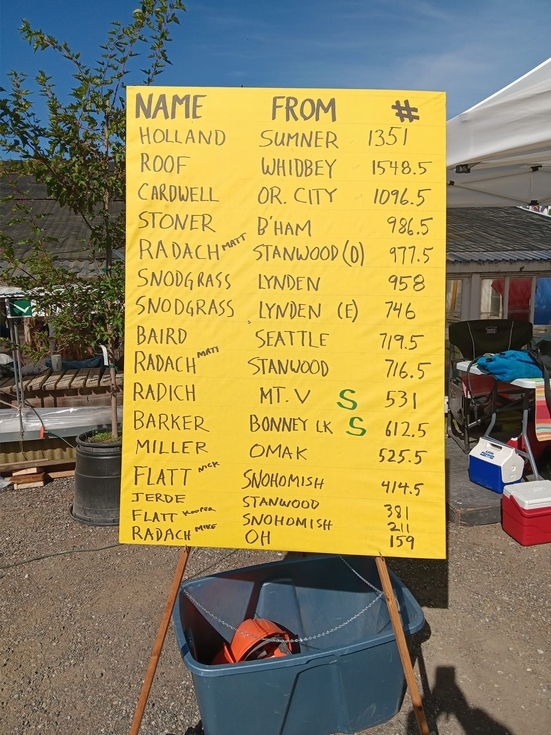 NAME FROM #
HOLLAND SUMNER 1351
ROOF WHIDBEY 1548.5
CARDWELL OR. CITY 1096.5
STONER B'HAM 986.5
RADACH MATT STANWOOD (D) 977.5
SNODGRASS LYNDEN 958
SNODGRASS LYNDEN (E) 746
BAIRD SEATTLE 719.5
RADACH MATT STANWOOD 716.5
RADICH MT. V S 531
BARKER BONNEY LK S 612.5
MILLER OMAK 525.5
FLATT NICK SNOHOMISH 414.5
JERDE STANWOOD 381
FLATT KOOPER SNOHOMISH 211
RADACH MIKE OH 159